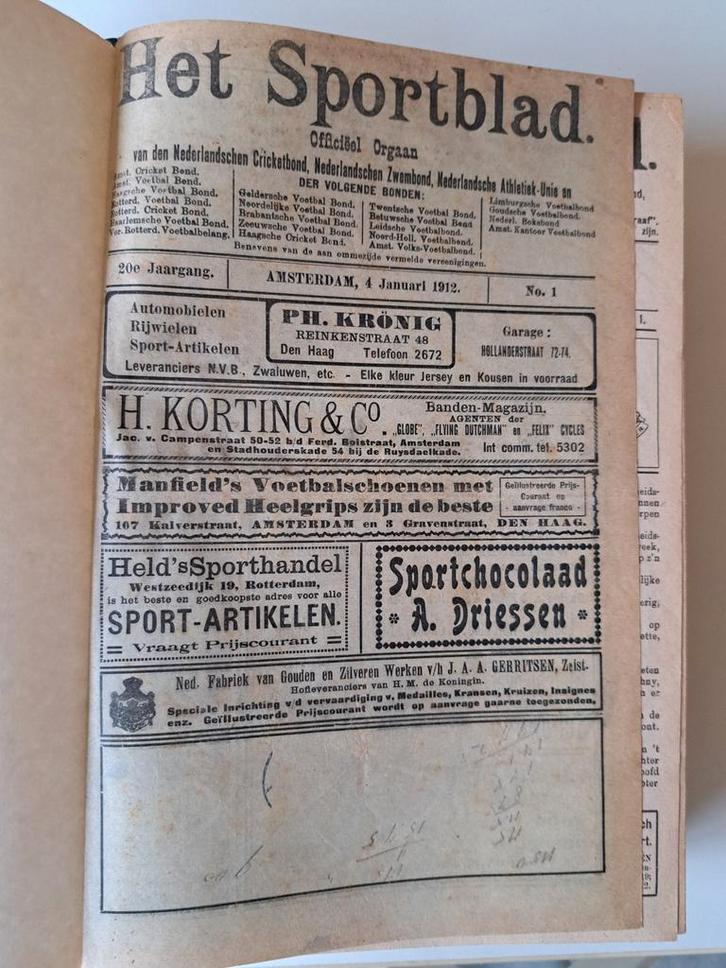 Het Sportblad.
Officiëel Orgaan
van den Nederlandschen Cricketbond, Nederlandschen Zwembond, Nederlandsche Athletiek-Unie en
DER VOLGENDE BONDEN:
Amst. Cricket Bond.
Amst. Voetbal Bond.
Haagsche Voetbal Bond.
Rotterd. Voetbal Bond.
Rotterd. Cricket Bond.
Haarlemsche Voetbal Bond.
Ver. Rotterd. Voetbalbelang.
Geldersche Voetbal Bond.
Noordelijke Voetbal Bond.
Brabantsche Voetbal Bond.
Zeeuwsche Voetbal Bond.
Haagsche Cricket Bond.
Twentsche Voetbal Bond.
Betuwsche Voetbal Bond
Leidsche Voetbalbond.
Noord-Holl. Voetbalbond.
Amst. Volks-Voetbalbond.
Limburgsche Voetbalbond
Goudsche Voetbalbond.
Nederl. Boksbond
Amst. Kantoor Voetbalbond
Benevens van de aan ommezijde vermelde vereenigingen.
20e Jaargang.
AMSTERDAM, 4 Januari 1912.
No. 1
Automobielen
Rijwielen
Sport-Artikelen
PH. KRÖNIG
REINKENSTRAAT 48
Den Haag Telefoon 2672
Garage:
HOLLANDERSTRAAT 72-74.
Leveranciers N.V.B., Zwaluwen, etc. - Elke kleur Jersey en Kousen in voorraad
H. KORTING & Co.
Banden-Magazijn.
AGENTEN der
„GLOBE", „FLYING DUTCHMAN" en „FELIX" CYCLES
Jac. v. Campenstraat 50-52 b/d Ferd. Bolstraat, Amsterdam
en Stadhouderskade 54 bij de Ruysdaelkade.
Int comm. tel. 5302
Manfield's Voetbalschoenen met
Improved Heelgrips zijn de beste
Geïllustreerde Prijs-
Courant op
- aanvrage franco -
167 Kalverstraat, AMSTERDAM en 3 Gravenstraat, DEN HAAG.
Held's Sporthandel
Westzeedijk 19, Rotterdam,
is het beste en goedkoopste adres voor alle
SPORT-ARTIKELEN.
= Vraagt Prijscourant =
Sportchocolaad
* A. Driessen *
Ned. Fabriek van Gouden en Zilveren Werken v/h J. A. A. GERRITSEN, Zeist.
Hofleveranciers van H. M. de Koningin.
Speciale Inrichting v/d vervaardiging v. Medailles, Kransen, Kruizen, Insignes
enz. Geïllustreerde Prijscourant wordt op aanvrage gaarne toegezonden.